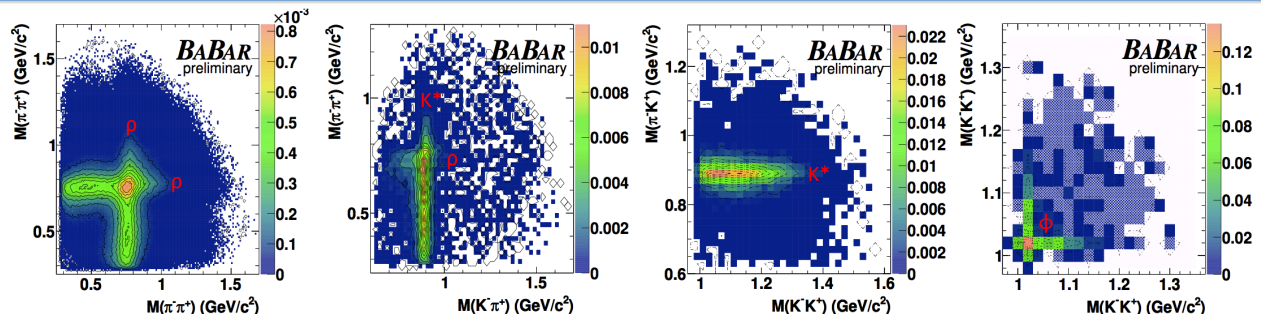 ×10⁻³
M(π⁻π⁺) (GeV/c²)
BABAR
preliminary
ρ
ρ
1.5
1
0.5
0.5
1
1.5
M(π⁻π⁺) (GeV/c²)
0.8
0.7
0.6
0.5
0.4
0.3
0.2
0.1
0
M(π⁻π⁺) (GeV/c²)
BABAR
preliminary
K*
ρ
1
0.5
1
M(K⁻π⁺) (GeV/c²)
0.01
0.008
0.006
0.004
0.002
0
M(π⁻K⁺) (GeV/c²)
BABAR
preliminary
K*
1.2
1
0.8
0.6
1
1.2
1.4
1.6
M(K⁻K⁺) (GeV/c²)
0.022
0.02
0.018
0.016
0.014
0.012
0.01
0.008
0.006
0.004
0.002
0
M(K⁻K⁺) (GeV/c²)
BABAR
preliminary
ϕ
1.3
1.2
1.1
1
1
1.1
1.2
1.3
M(K⁻K⁺) (GeV/c²)
0.12
0.1
0.08
0.06
0.04
0.02
0